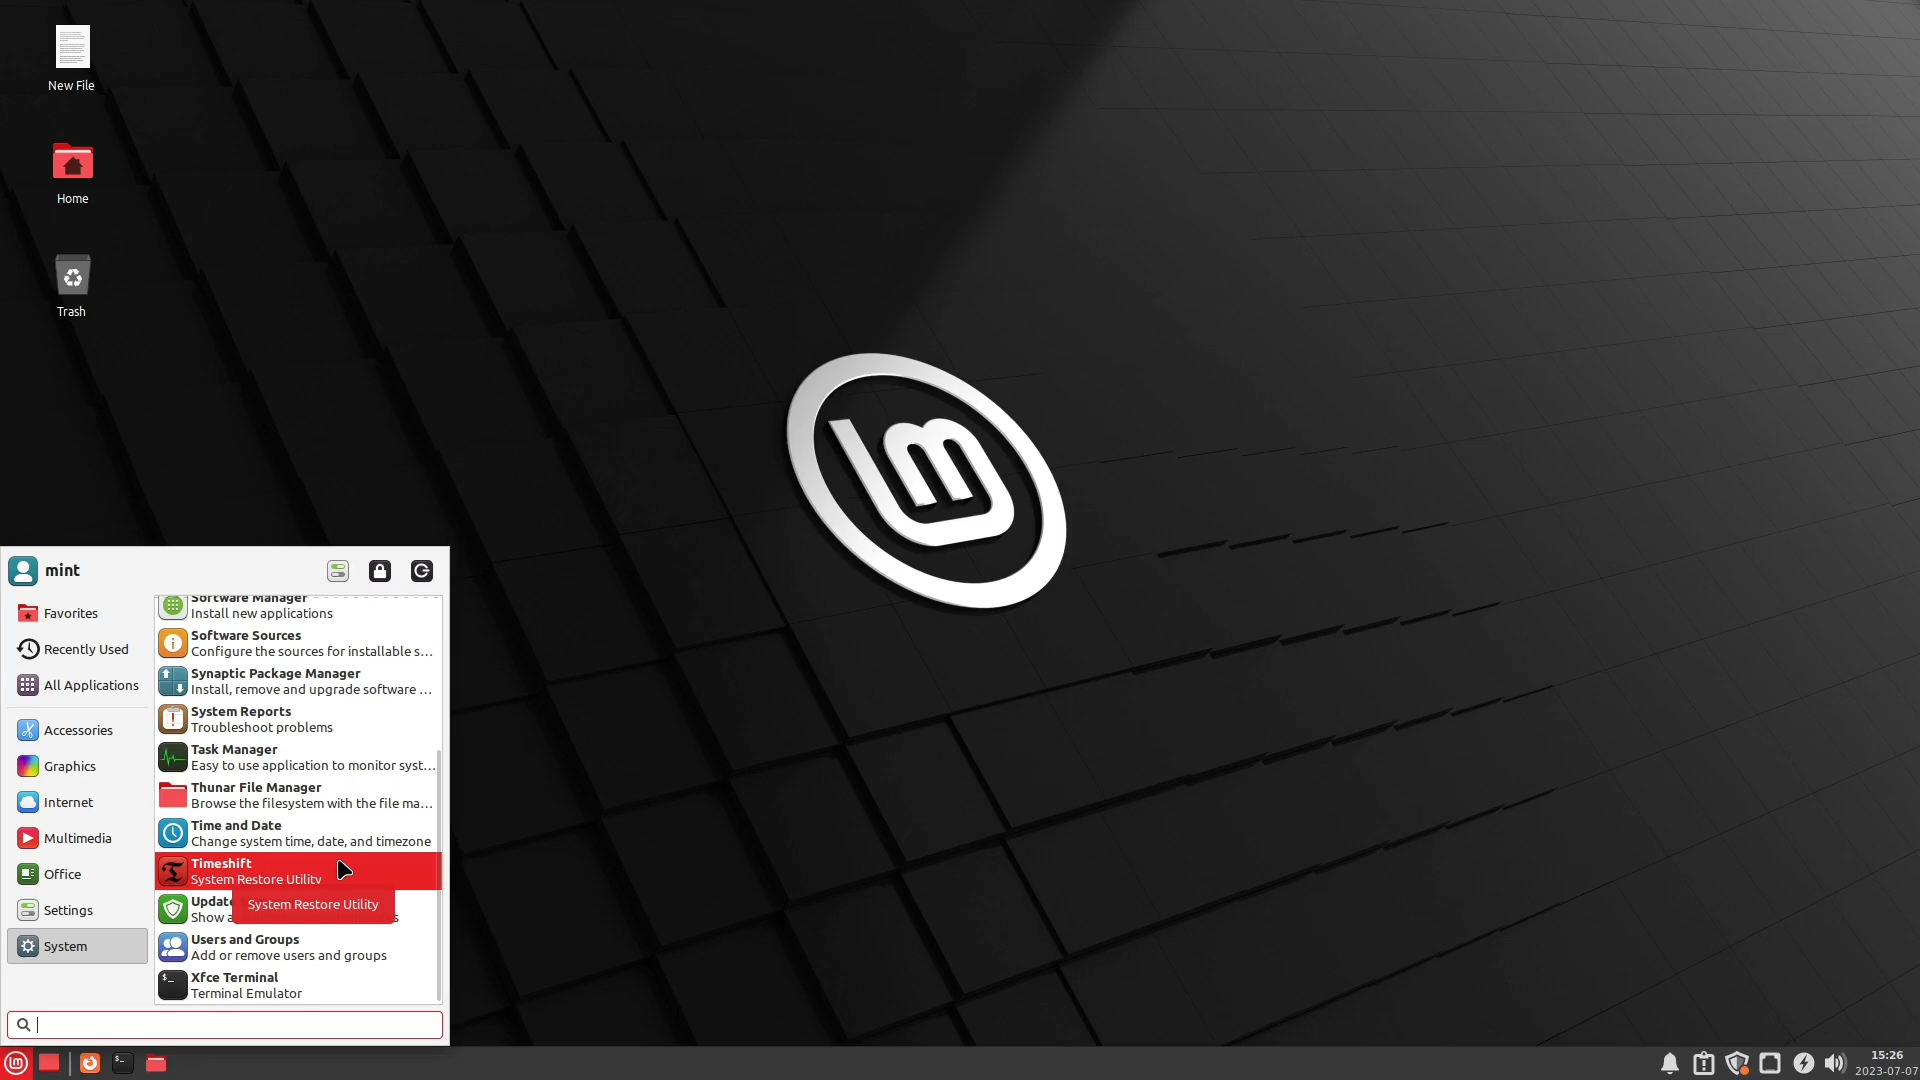 New File
Home
Trash
mint
Favorites
Recently Used
All Applications
Accessories
Graphics
Internet
Multimedia
Office
Settings
System
Software Manager
Install new applications
Software Sources
Configure the sources for installable s...
Synaptic Package Manager
Install, remove and upgrade software ...
System Reports
Troubleshoot problems
Task Manager
Easy to use application to monitor syst...
Thunar File Manager
Browse the filesystem with the file ma...
Time and Date
Change system time, date, and timezone
Timeshift
System Restore Utility
Update
Show a
System Restore Utility
Users and Groups
Add or remove users and groups
Xfce Terminal
Terminal Emulator
15:26
2023-07-07